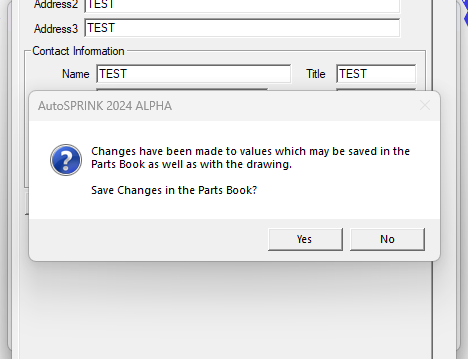 Address2 TEST
Address3 TEST
Contact Information
Name TEST Title TEST
AutoSPRINK 2024 ALPHA
Changes have been made to values which may be saved in the
Parts Book as well as with the drawing.
Save Changes in the Parts Book?
Yes No